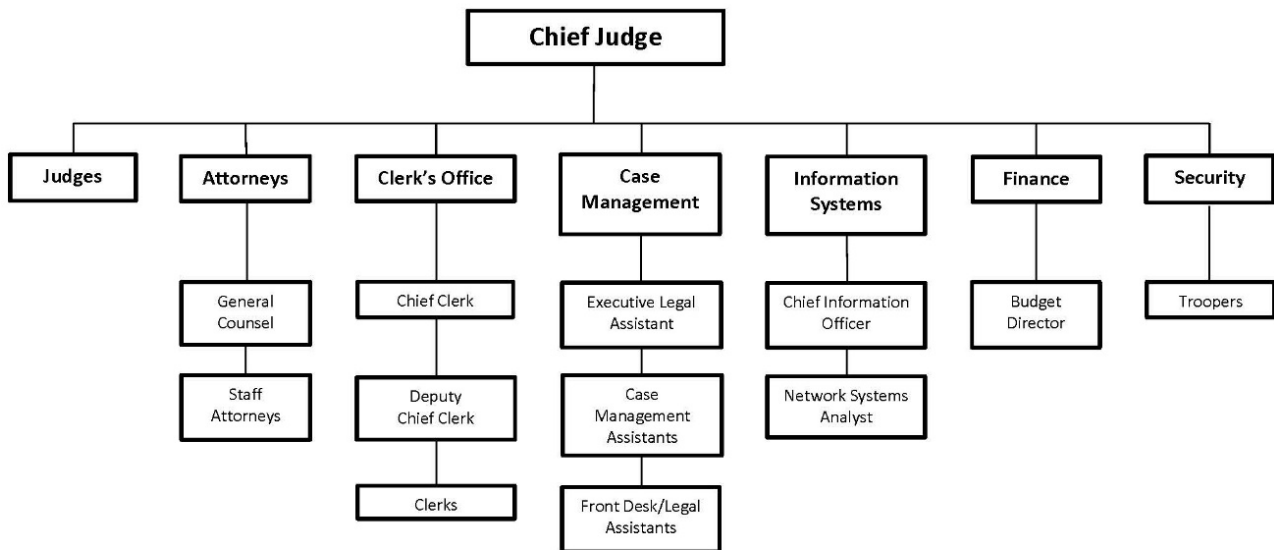 Chief Judge
Judges
Attorneys
Clerk’s Office
Case
Management
Information
Systems
Finance
Security
General
Counsel
Chief Clerk
Executive Legal
Assistant
Chief Information
Officer
Budget
Director
Troopers
Staff
Attorneys
Deputy
Chief Clerk
Case
Management
Assistants
Network Systems
Analyst
Clerks
Front Desk/Legal
Assistants